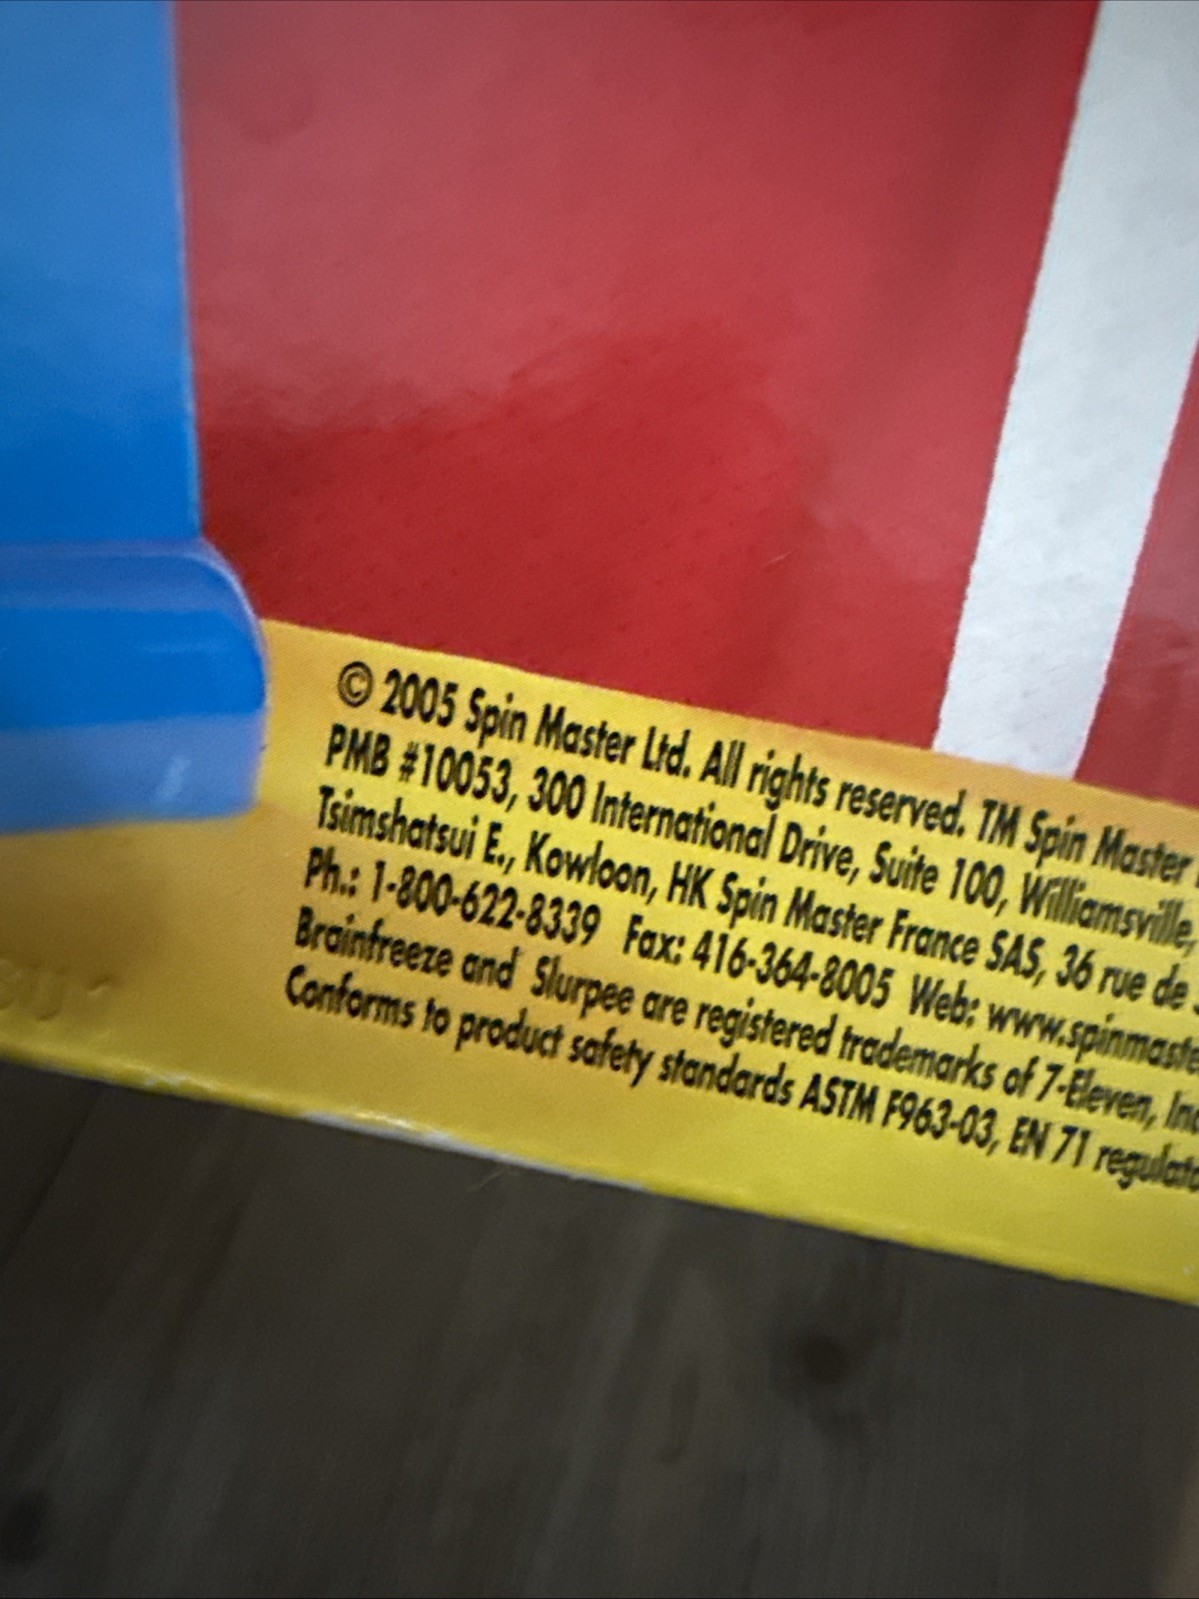 © 2005 Spin Master Ltd. All rights reserved. TM Spin Master
PMB #10053, 300 International Drive, Suite 100, Williamsville,
Tsimshatsui E., Kowloon, HK Spin Master France SAS, 36 rue de
Ph.: 1-800-622-8339 Fax: 416-364-8005 Web: www.spinmaste
Brainfreeze and Slurpee are registered trademarks of 7-Eleven, Inc
Conforms to product safety standards ASTM F963-03, EN 71 regulato